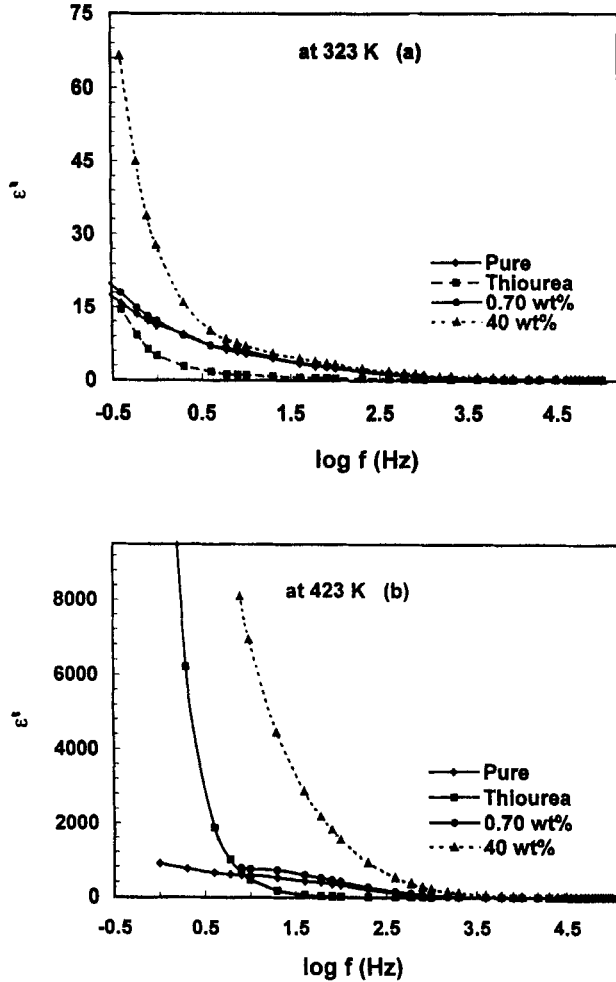 75
at 323 K (a)
60
45
ε"
30
Pure
Thiourea
0.70 wt%
40 wt%
15
0
-0.5 0.5 1.5 2.5 3.5 4.5
log f (Hz)
8000
at 423 K (b)
6000
ε"
4000
Pure
Thiourea
0.70 wt%
40 wt%
2000
0
-0.5 0.5 1.5 2.5 3.5 4.5
log f (Hz)